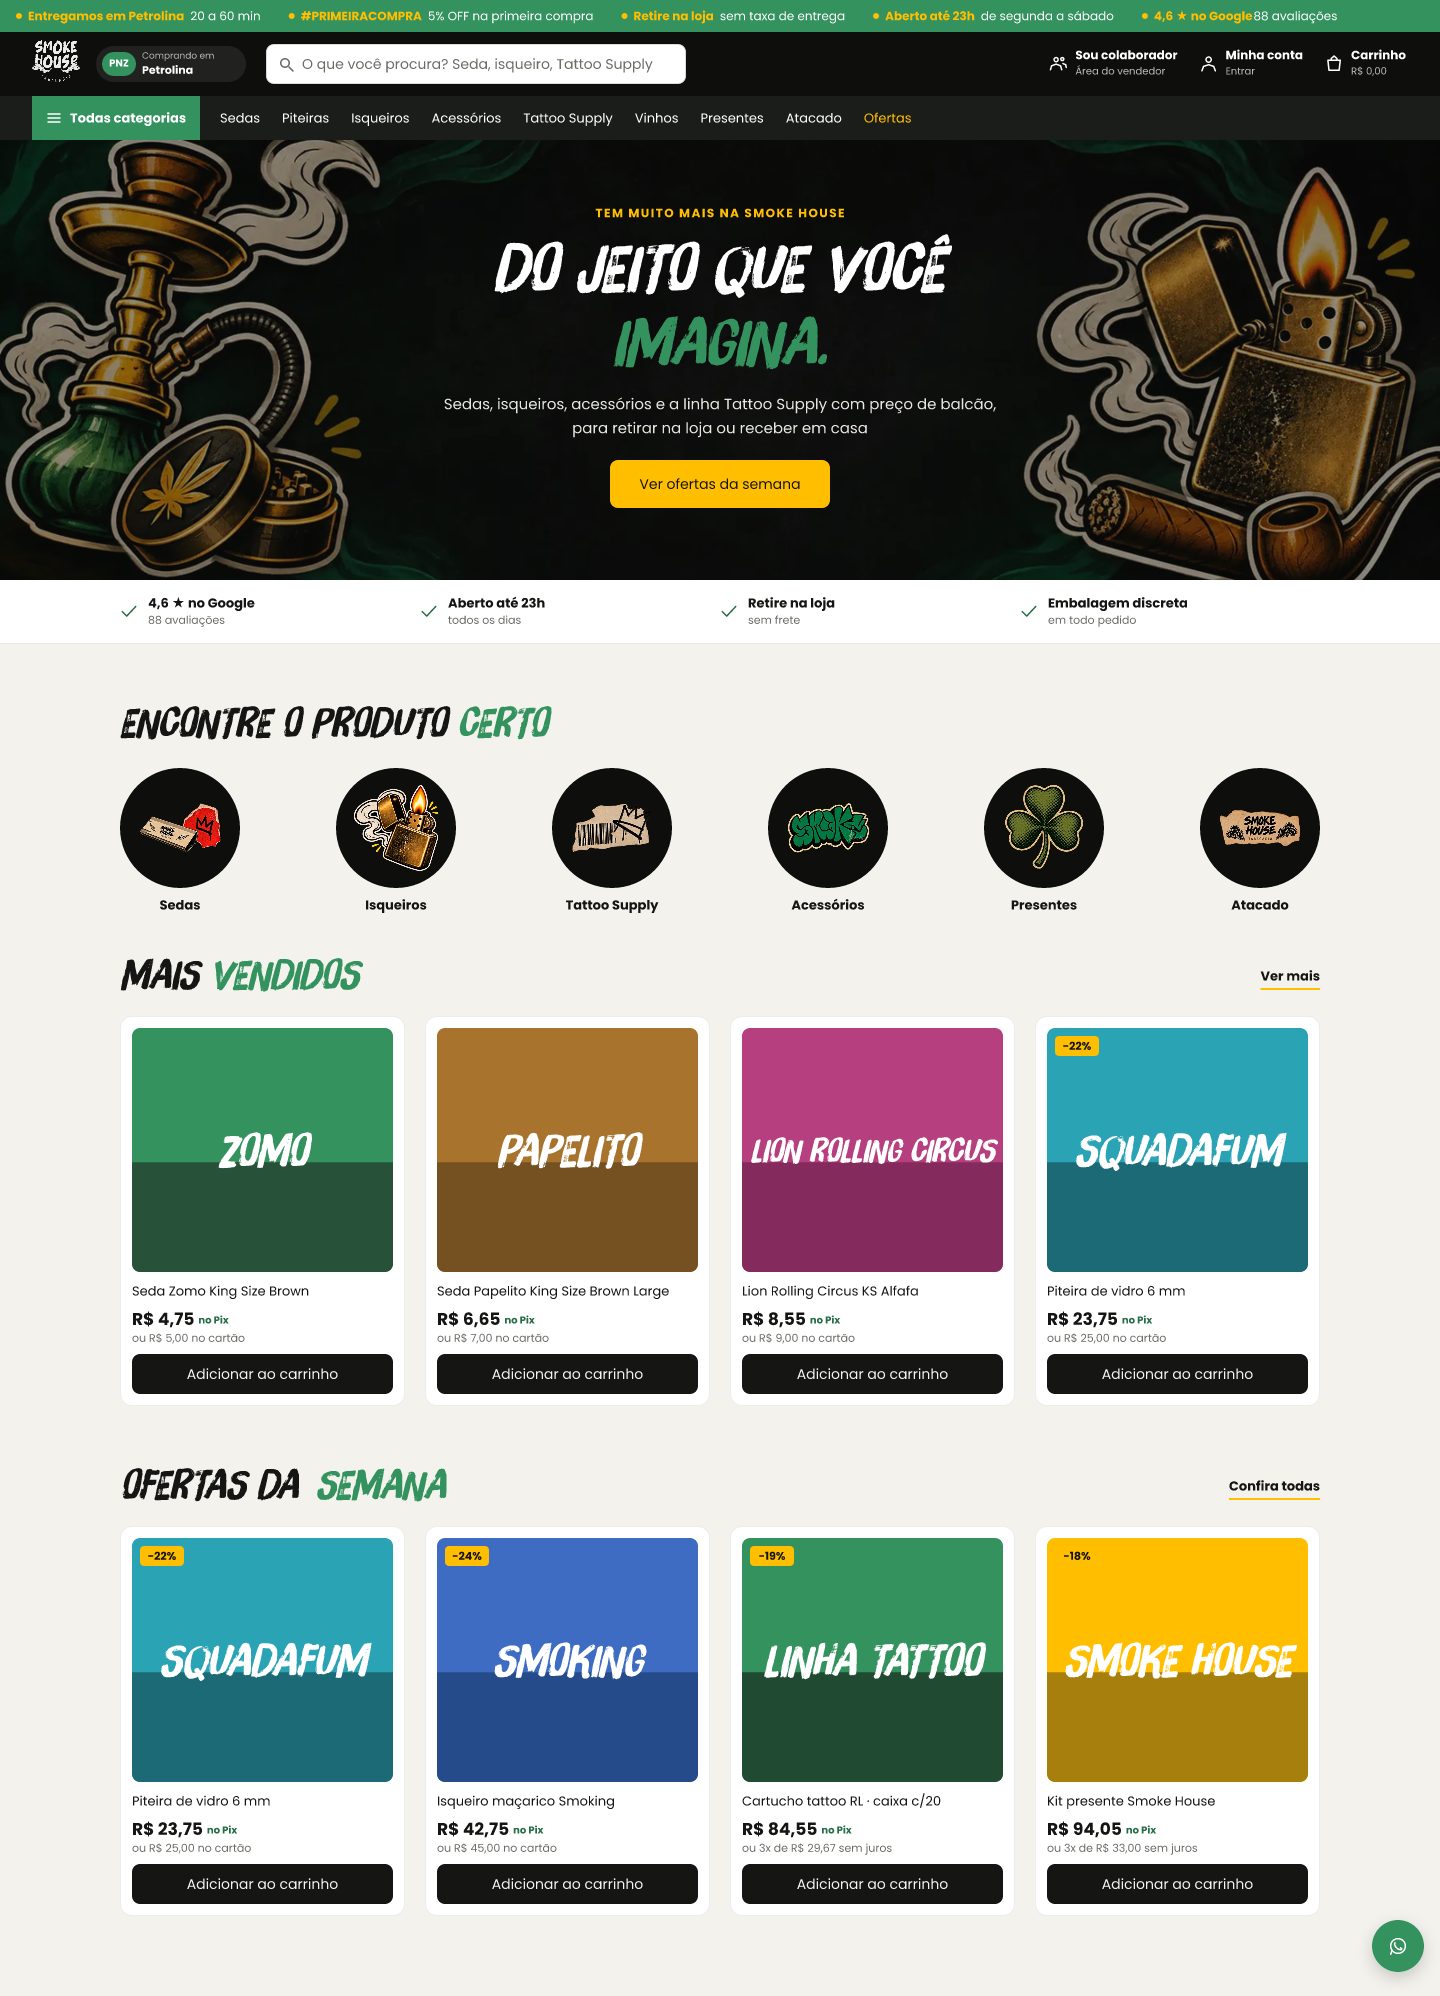 Entregamos em Petrolina 20 a 60 min
#PRIMEIRACOMPRA 5% OFF na primeira compra
Retire na loja sem taxa de entrega
Aberto até 23h de segunda a sábado
4,6 ★ no Google 88 avaliações
SMOKE
HOUSE
PNZ
Comprando em
Petrolina
O que você procura? Seda, isqueiro, Tattoo Supply
Sou colaborador
Área do vendedor
Minha conta
Entrar
Carrinho
R$ 0,00
Todas categorias
Sedas
Piteiras
Isqueiros
Acessórios
Tattoo Supply
Vinhos
Presentes
Atacado
Ofertas
TEM MUITO MAIS NA SMOKE HOUSE
DO JEITO QUE VOCÊ
IMAGINA.
Sedas, isqueiros, acessórios e a linha Tattoo Supply com preço de balcão,
para retirar na loja ou receber em casa
Ver ofertas da semana
4,6 ★ no Google
88 avaliações
Aberto até 23h
todos os dias
Retire na loja
sem frete
Embalagem discreta
em todo pedido
ENCONTRE O PRODUTO CERTO
SMOKE
HOUSE
Sedas
Isqueiros
Tattoo Supply
Acessórios
Presentes
Atacado
MAIS VENDIDOS
Ver mais
ZOMO
Seda Zomo King Size Brown
R$ 4,75 no Pix
ou R$ 5,00 no cartão
Adicionar ao carrinho
PAPELITO
Seda Papelito King Size Brown Large
R$ 6,65 no Pix
ou R$ 7,00 no cartão
Adicionar ao carrinho
LION ROLLING CIRCUS
Lion Rolling Circus KS Alfafa
R$ 8,55 no Pix
ou R$ 9,00 no cartão
Adicionar ao carrinho
-22%
SQUADAFUM
Piteira de vidro 6 mm
R$ 23,75 no Pix
ou R$ 25,00 no cartão
Adicionar ao carrinho
OFERTAS DA SEMANA
Confira todas
-22%
SQUADAFUM
Piteira de vidro 6 mm
R$ 23,75 no Pix
ou R$ 25,00 no cartão
Adicionar ao carrinho
-24%
SMOKING
Isqueiro maçarico Smoking
R$ 42,75 no Pix
ou R$ 45,00 no cartão
Adicionar ao carrinho
-19%
LINHA TATTOO
Cartucho tattoo RL · caixa c/20
R$ 84,55 no Pix
ou 3x de R$ 29,67 sem juros
Adicionar ao carrinho
-18%
SMOKE HOUSE
Kit presente Smoke House
R$ 94,05 no Pix
ou 3x de R$ 33,00 sem juros
Adicionar ao carrinho